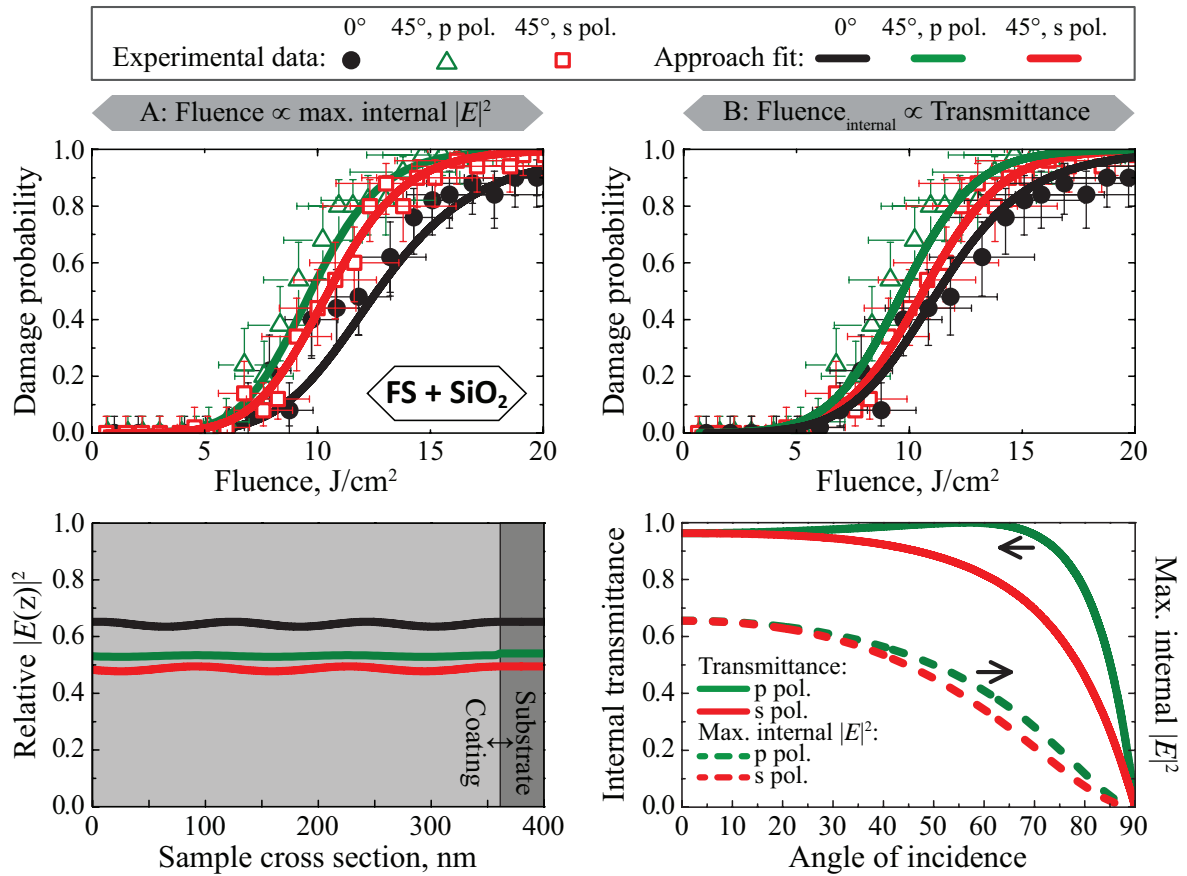 0° 45°, p pol. 45°, s pol. 0° 45°, p pol. 45°, s pol.
Experimental data: Approach fit:
A: Fluence ∝ max. internal |E|²
Damage probability
1.0
0.8
0.6
0.4
0.2
0.0
FS + SiO₂
0 5 10 15 20
Fluence, J/cm²
B: Fluence_internal ∝ Transmittance
Damage probability
1.0
0.8
0.6
0.4
0.2
0.0
0 5 10 15 20
Fluence, J/cm²
Relative |E(z)|²
1.0
0.8
0.6
0.4
0.2
0.0
Coating ↔ Substrate
0 100 200 300 400
Sample cross section, nm
Internal transmittance
1.0
0.8
0.6
0.4
0.2
0.0
Transmittance:
p pol.
s pol.
Max. internal |E|²:
p pol.
s pol.
0 10 20 30 40 50 60 70 80 90
Angle of incidence
Max. internal |E|²